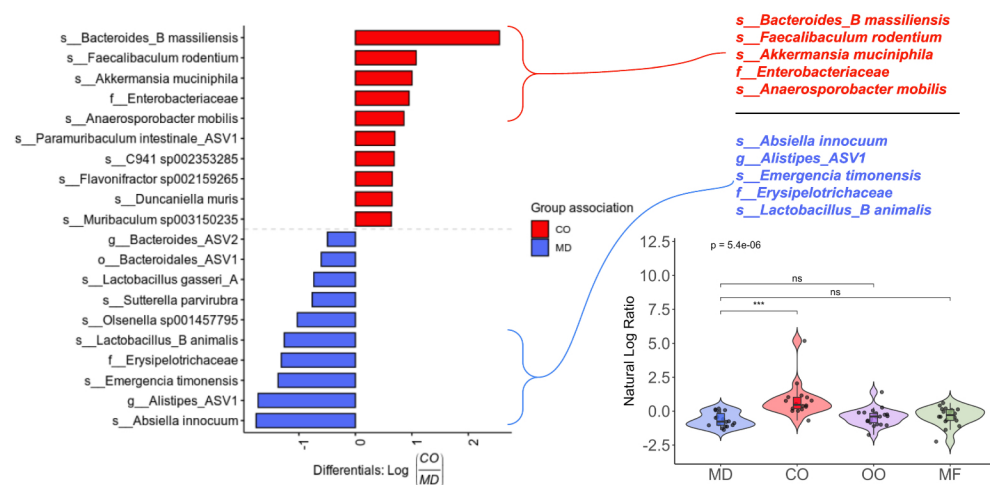 s__Bacteroides_B massiliensis
s__Faecalibaculum rodentium
s__Akkermansia muciniphila
f__Enterobacteriaceae
s__Anaerosporobacter mobilis
s__Paramuribaculum intestinale_ASV1
s__C941 sp002353285
s__Flavonifractor sp002159265
s__Duncaniella muris
s__Muribaculum sp003150235
g__Bacteroides_ASV2
o__Bacteroidales_ASV1
s__Lactobacillus gasseri_A
s__Sutterella parvirubra
s__Olsenella sp001457795
s__Lactobacillus_B animalis
f__Erysipelotrichaceae
s__Emergencia timonensis
g__Alistipes_ASV1
s__Absiella innocuum
-1 0 1 2
Differentials: Log (CO/MD)
Group association
CO
MD
s__Bacteroides_B massiliensis
s__Faecalibaculum rodentium
s__Akkermansia muciniphila
f__Enterobacteriaceae
s__Anaerosporobacter mobilis
s__Absiella innocuum
g__Alistipes_ASV1
s__Emergencia timonensis
f__Erysipelotrichaceae
s__Lactobacillus_B animalis
Natural Log Ratio
12.5
10.0
7.5
5.0
2.5
0.0
-2.5
p = 5.4e-06
ns
ns
***
MD CO OO MF